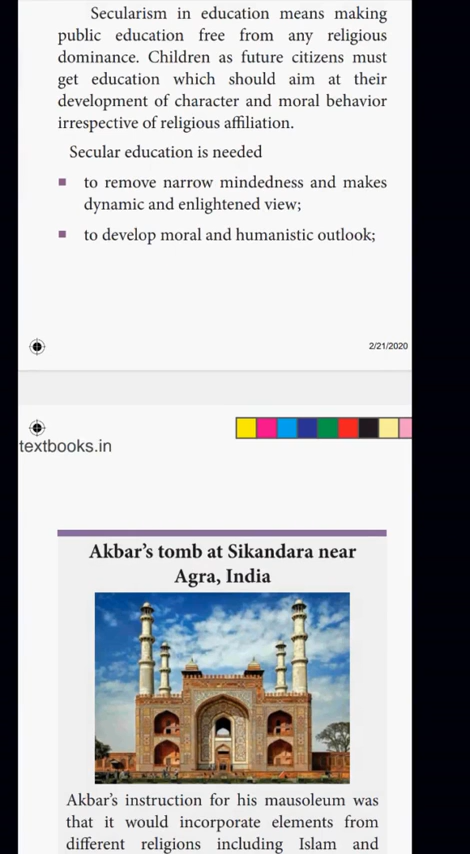 Secularism in education means making
public education free from any religious
dominance. Children as future citizens must
get education which should aim at their
development of character and moral behavior
irrespective of religious affiliation.
Secular education is needed
■ to remove narrow mindedness and makes
dynamic and enlightened view;
■ to develop moral and humanistic outlook;
2/21/2020
textbooks.in
Akbar’s tomb at Sikandara near
Agra, India
Akbar’s instruction for his mausoleum was
that it would incorporate elements from
different religions including Islam and